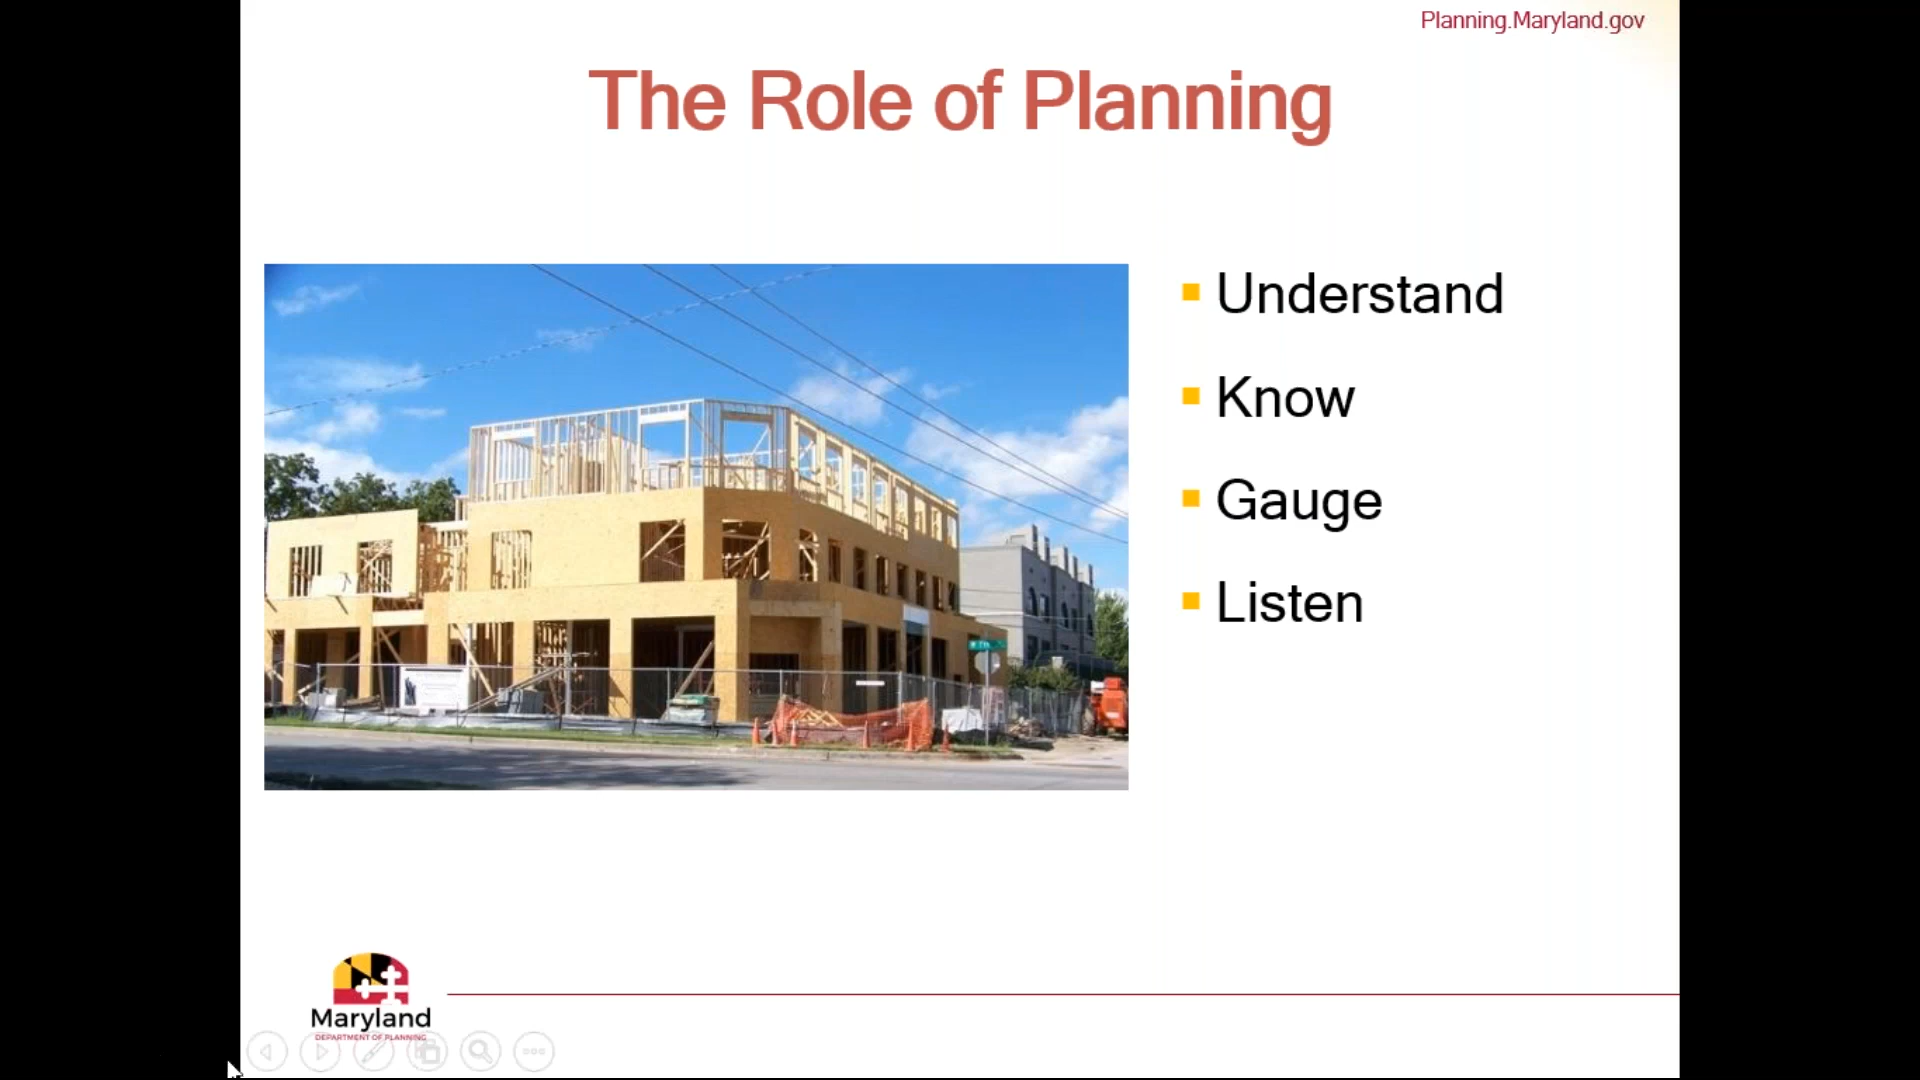 Planning.Maryland.gov
The Role of Planning
Understand
Know
Gauge
Listen
Maryland
DEPARTMENT OF PLANNING